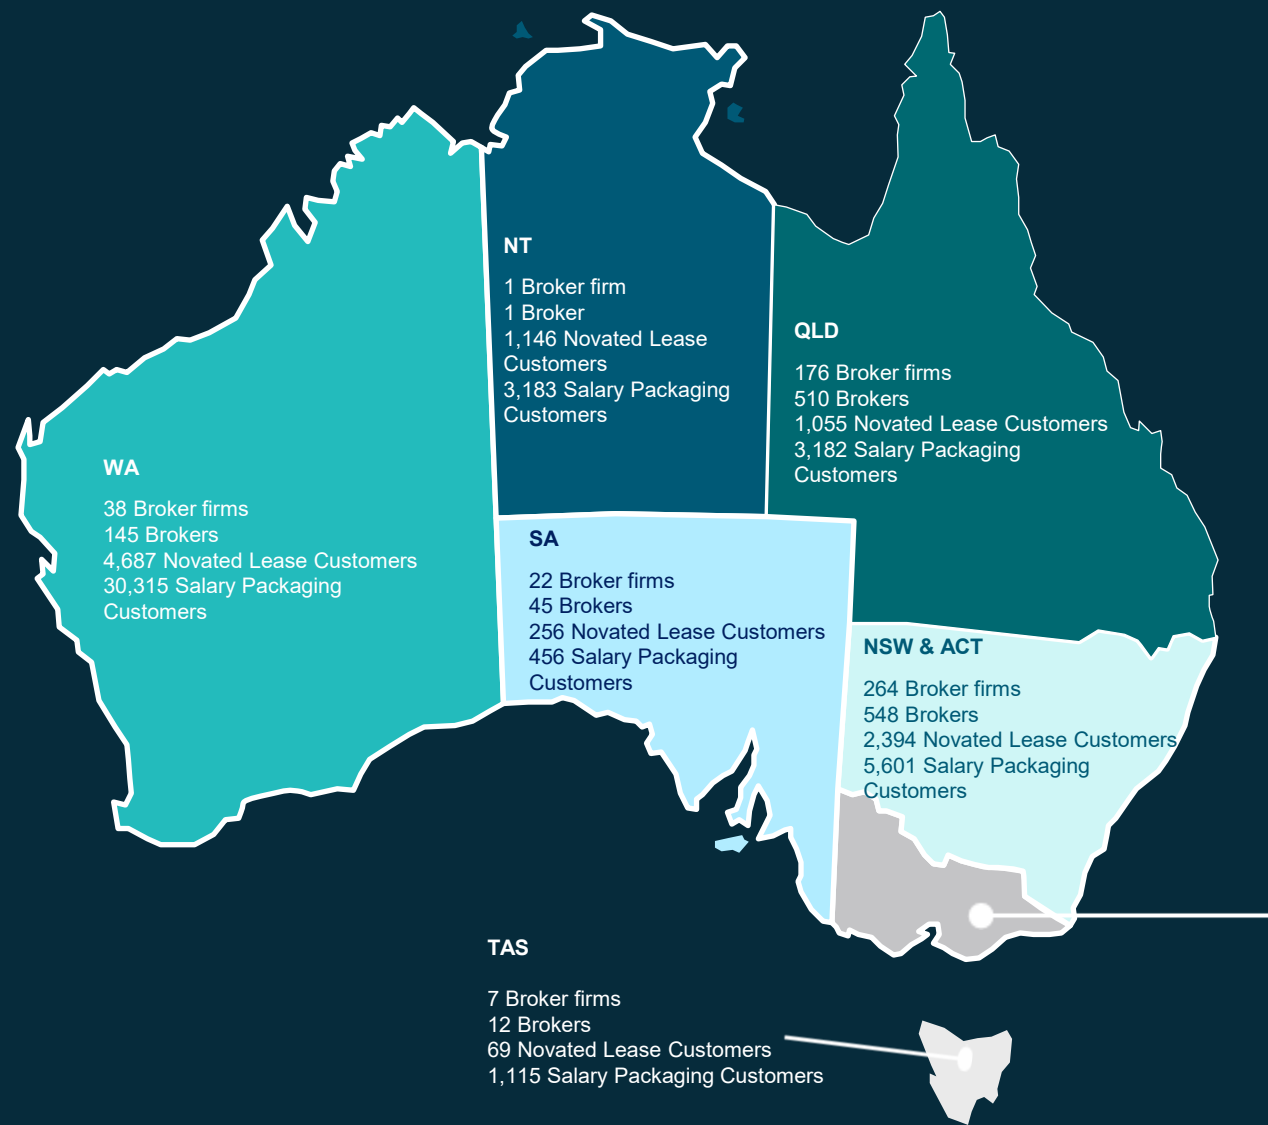 NT
1 Broker firm
1 Broker
1,146 Novated Lease
Customers
3,183 Salary Packaging
Customers
QLD
176 Broker firms
510 Brokers
1,055 Novated Lease Customers
3,182 Salary Packaging
Customers
WA
38 Broker firms
145 Brokers
4,687 Novated Lease Customers
30,315 Salary Packaging
Customers
SA
22 Broker firms
45 Brokers
256 Novated Lease Customers
456 Salary Packaging
Customers
NSW & ACT
264 Broker firms
548 Brokers
2,394 Novated Lease Customers
5,601 Salary Packaging
Customers
TAS
7 Broker firms
12 Brokers
69 Novated Lease Customers
1,115 Salary Packaging Customers